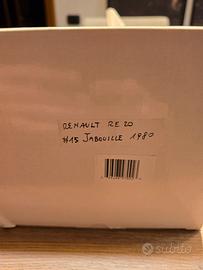 RENAULT RE 20
#15 JABOUILLE 1980
subito